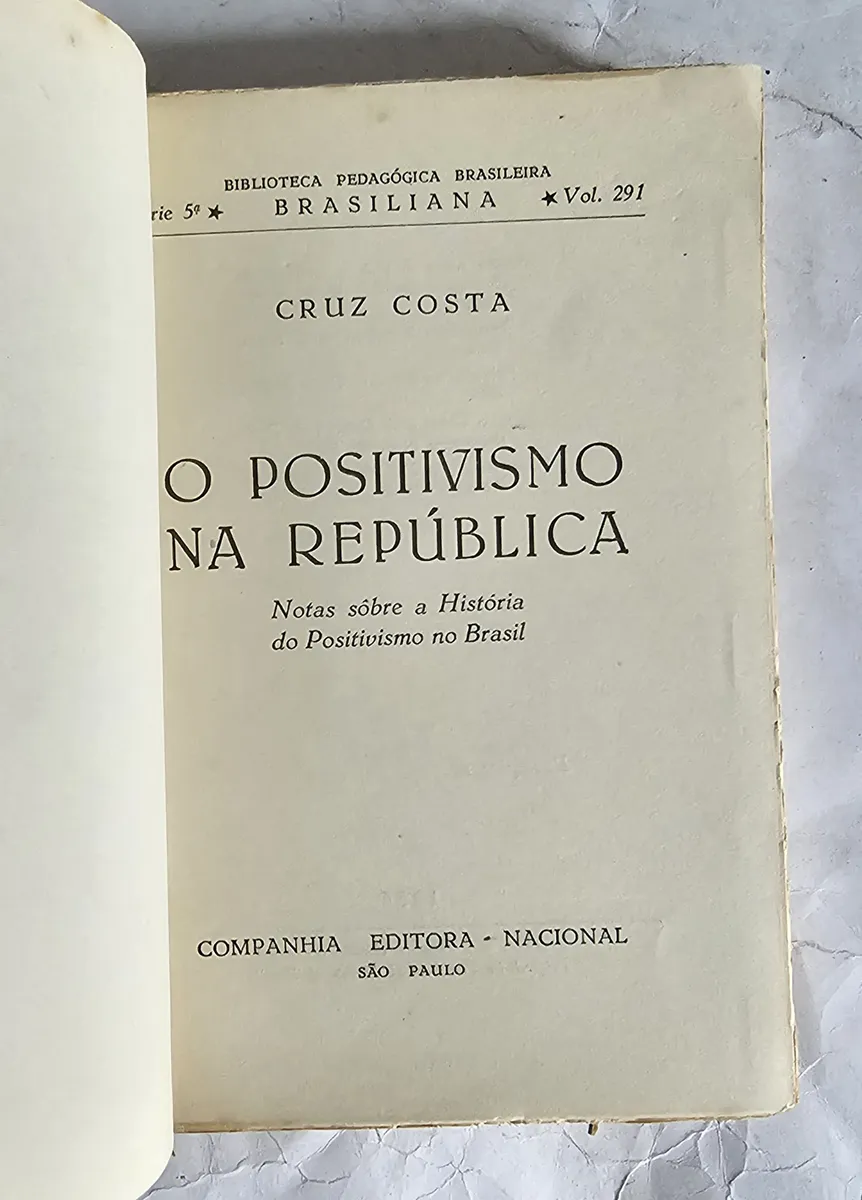 BIBLIOTECA PEDAGÓGICA BRASILEIRA
rie 5ª ★ BRASILIANA ★ Vol. 291
CRUZ COSTA
O POSITIVISMO
NA REPÚBLICA
Notas sôbre a História
do Positivismo no Brasil
COMPANHIA EDITORA - NACIONAL
SÃO PAULO